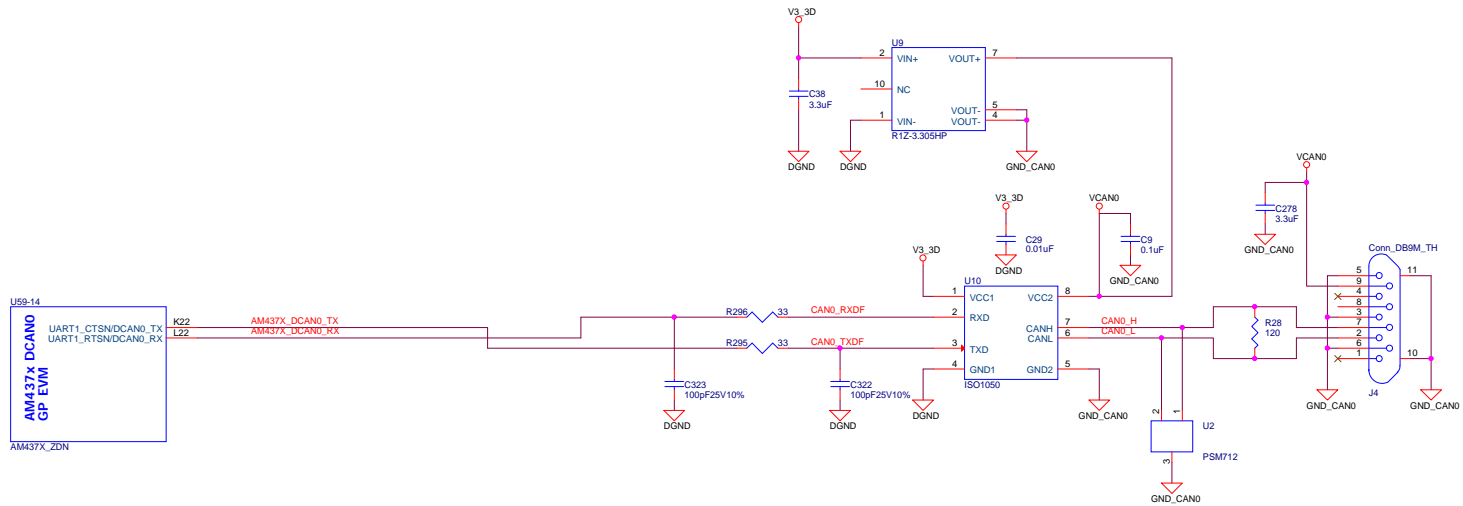 V3_3D
U9
2 VIN+ VOUT+ 7
10 NC
C38
3.3uF
VOUT- 5
1 VIN- VOUT- 4
R1Z-3.305HP
DGND
DGND
GND_CAN0
VCAN0
C278
3.3uF
GND_CAN0
V3_3D
VCAN0
C29
0.01uF
C9
0.1uF
DGND
GND_CAN0
V3_3D
U10
1 VCC1 VCC2 8
2 RXD
CANH 7
CANL 6
3 TXD
4 GND1 GND2 5
ISO1050
DGND
GND_CAN0
Conn_DB9M_TH
5
9
4
8
3
7
2
6
1
11
10
J4
GND_CAN0
GND_CAN0
CAN0_H
CAN0_L
R28
120
U59-14
AM437x DCAN0
GP EVM
UART1_CTSN/DCAN0_TX K22
UART1_RTSN/DCAN0_RX L22
AM437X_ZDN
AM437X_DCAN0_TX
AM437X_DCAN0_RX
R296 33 CAN0_RXDF
R295 33 CAN0_TXDF
C323
100pF25V10%
DGND
C322
100pF25V10%
DGND
2 1
U2
PSM712
3
GND_CAN0